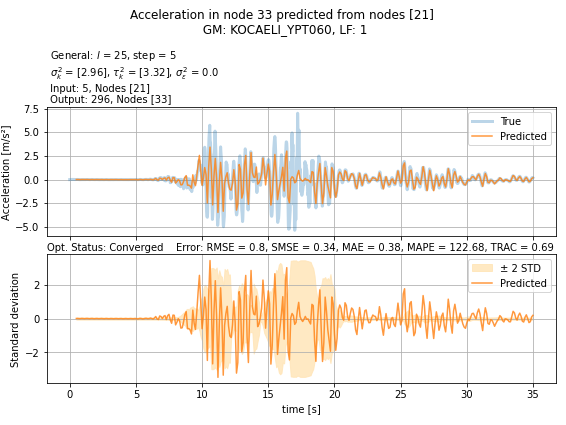 Acceleration in node 33 predicted from nodes [21]
GM: KOCAELI_YPT060, LF: 1
General: l = 25, step = 5
σ²ₖ = [2.96], τ²ₖ = [3.32], σ²ε = 0.0
Input: 5, Nodes [21]
Output: 296, Nodes [33]
7.5
5.0
2.5
0.0
−2.5
−5.0
Acceleration [m/s²]
True
Predicted
Opt. Status: Converged Error: RMSE = 0.8, SMSE = 0.34, MAE = 0.38, MAPE = 122.68, TRAC = 0.69
2
0
−2
Standard deviation
± 2 STD
Predicted
0 5 10 15 20 25 30 35
time [s]